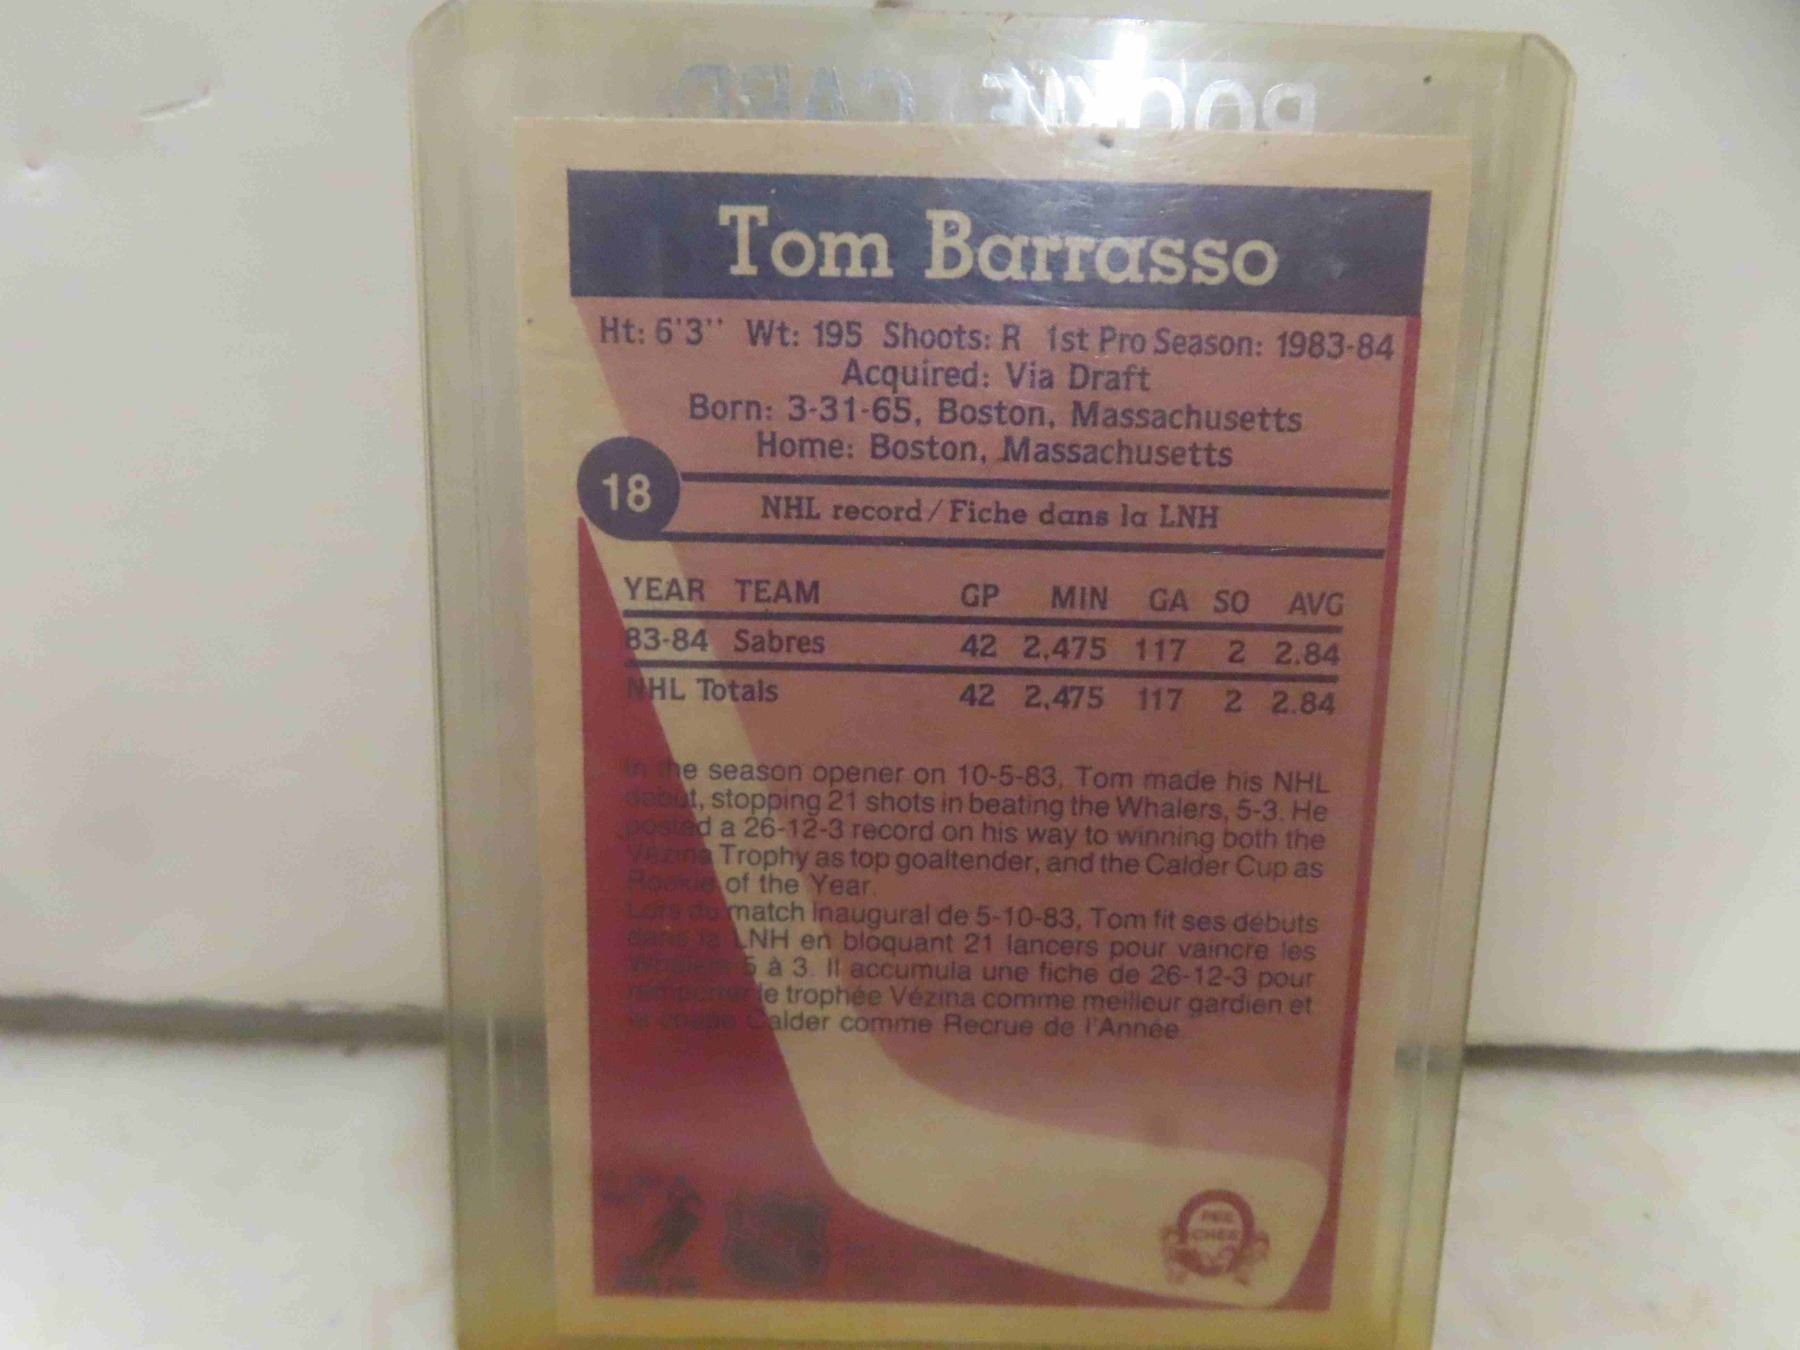 ROOKIE CARD
Tom Barrasso
Ht: 6'3'' Wt: 195 Shoots: R 1st Pro Season: 1983-84
Acquired: Via Draft
Born: 3-31-65, Boston, Massachusetts
Home: Boston, Massachusetts
18
NHL record/Fiche dans la LNH
YEAR TEAM GP MIN GA SO AVG
83-84 Sabres 42 2,475 117 2 2.84
NHL Totals 42 2,475 117 2 2.84
In the season opener on 10-5-83, Tom made his NHL
debut, stopping 21 shots in beating the Whalers, 5-3. He
posted a 26-12-3 record on his way to winning both the
Vézina Trophy as top goaltender, and the Calder Cup as
Rookie of the Year.
Lors du match inaugural de 5-10-83, Tom fit ses débuts
dans la LNH en bloquant 21 lancers pour vaincre les
Whalers 5 à 3. Il accumula une fiche de 26-12-3 pour
remporter le trophée Vézina comme meilleur gardien et
la coupe Calder comme Recrue de l'Année.
PEE
CHEE